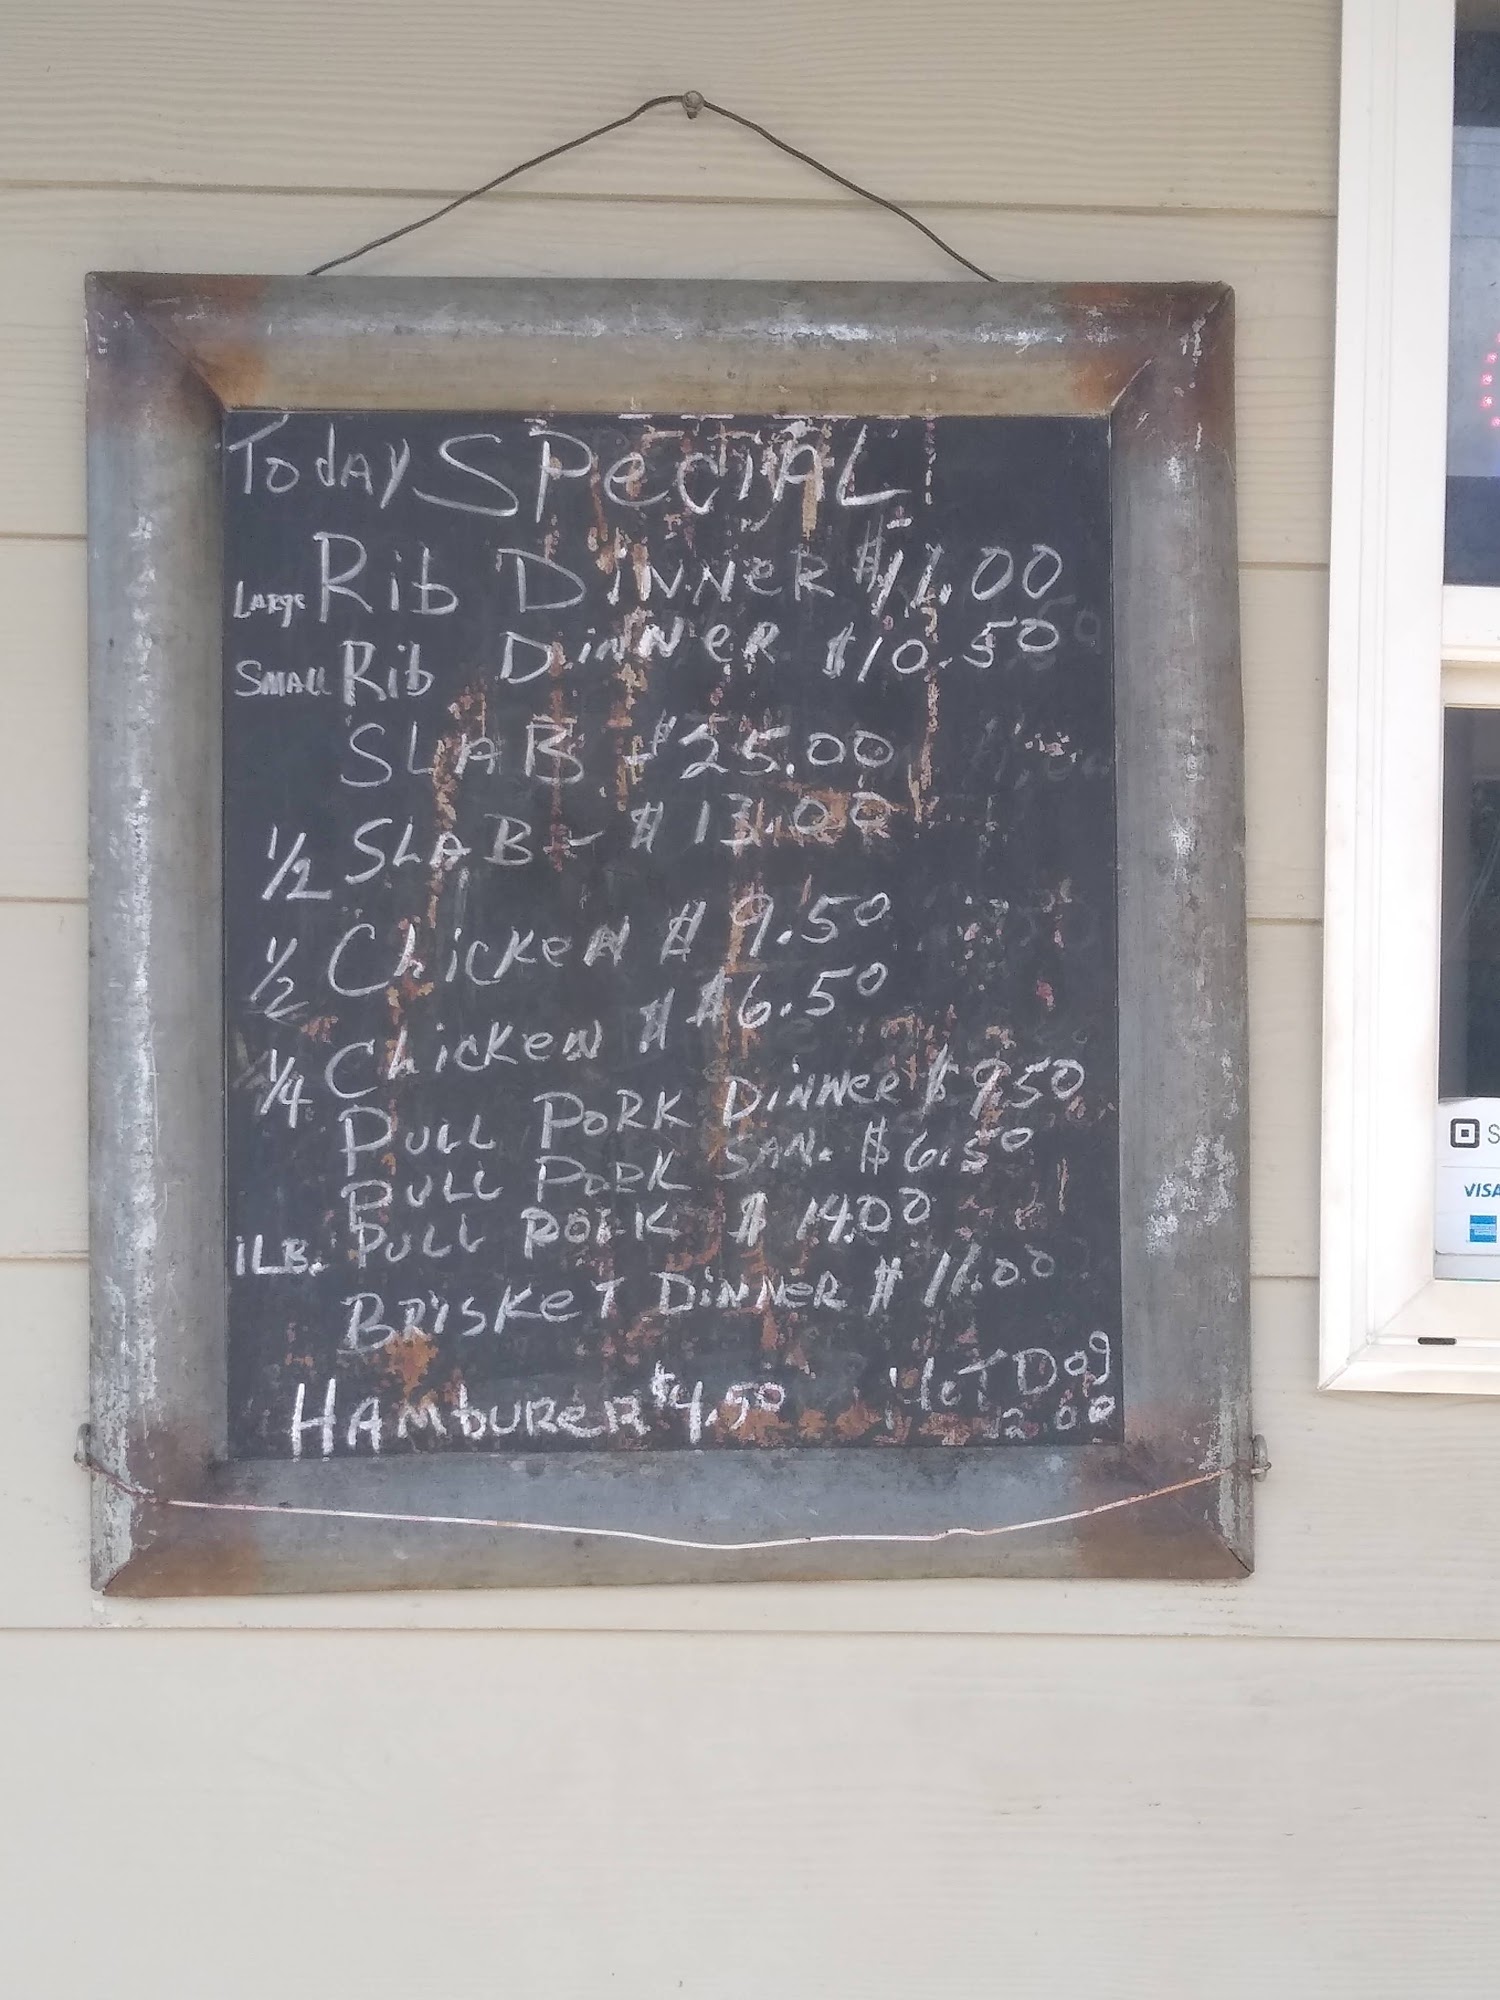 Today Special
Large Rib Dinner $11.00
Small Rib Dinner $10.50
SLAB - $25.00
1/2 SLAB - $13.00
1/2 Chicken $9.50
1/4 Chicken $ $6.50
PULL PORK DINNER $9.50
PULL PORK SAN. $6.50
1LB. PULL PORK $14.00
BRISKET DINNER $11.00
HAMBURER $4.50
HOT Dog
2.00
VISA